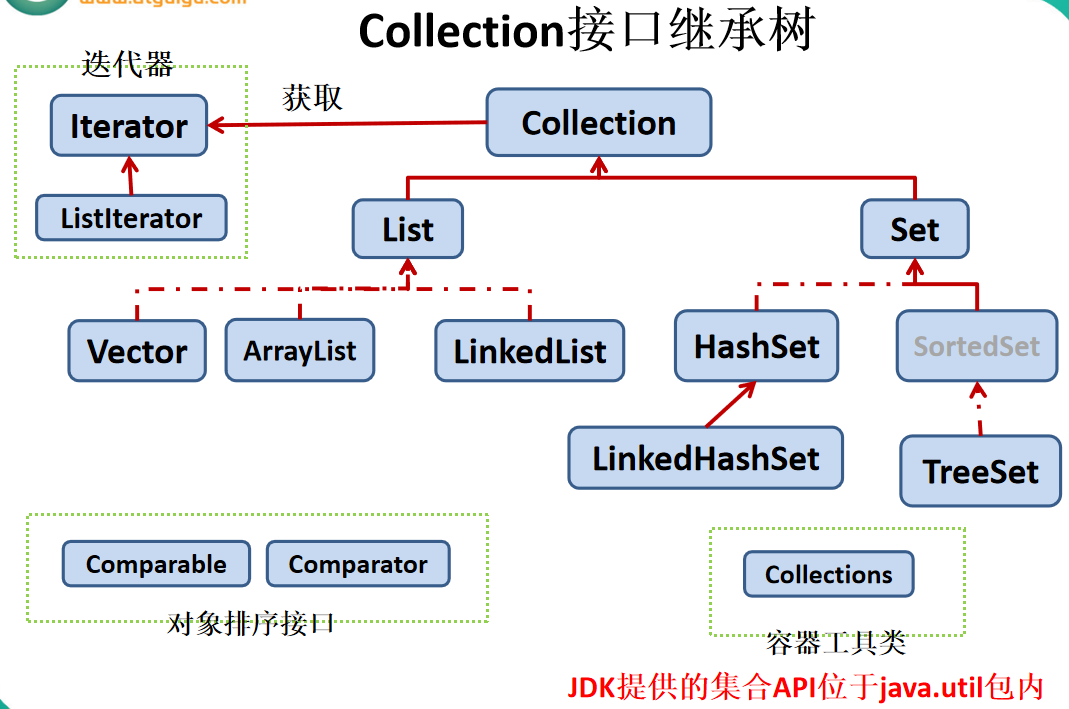 Collection接口继承树
迭代器
Iterator
获取
Collection
ListIterator
List
Set
Vector
ArrayList
LinkedList
HashSet
SortedSet
LinkedHashSet
TreeSet
Comparable
Comparator
对象排序接口
Collections
容器工具类
JDK提供的集合API位于java.util包内